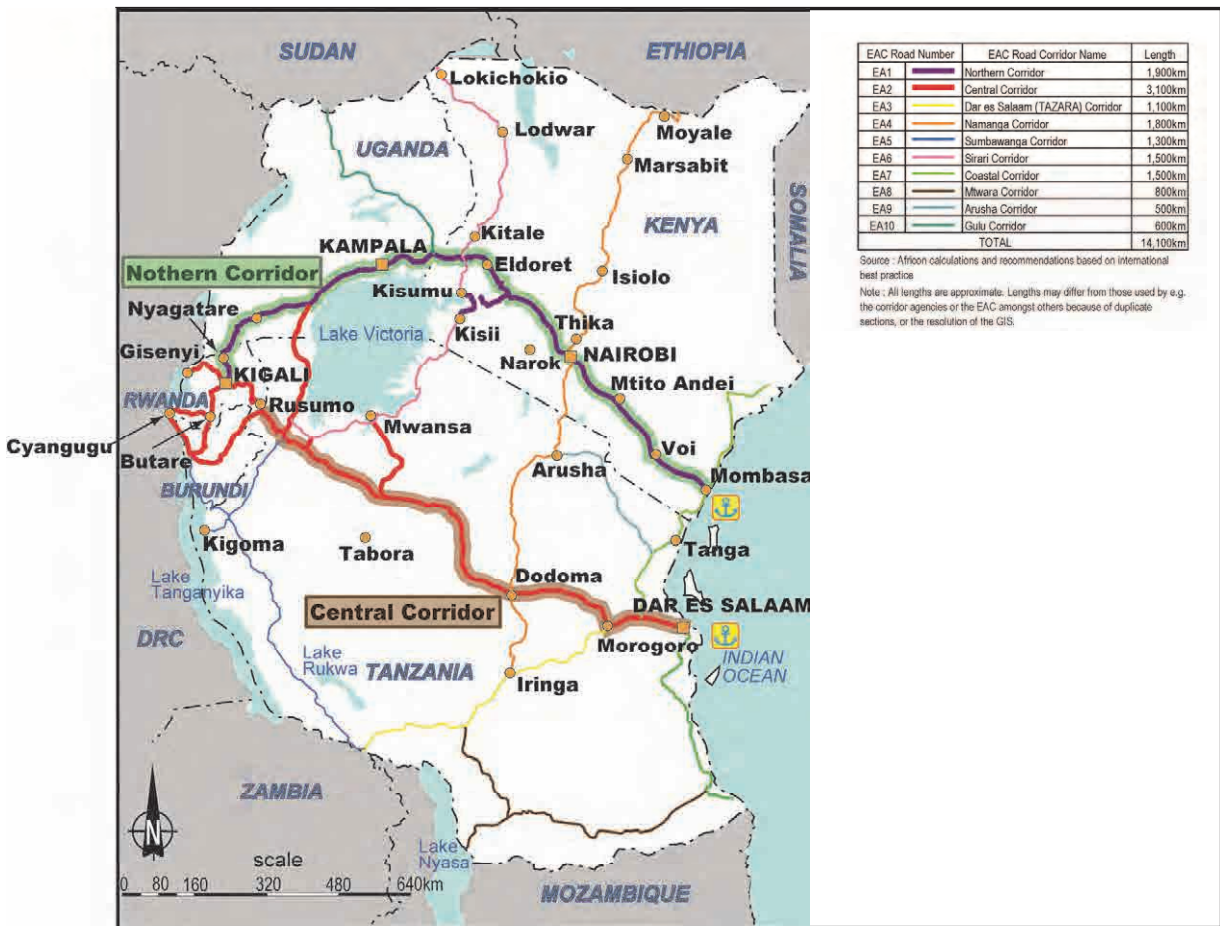 SUDAN
ETHIOPIA
Lokichokio
Lodwar
Moyale
UGANDA
Marsabit
SOMALIA
KENYA
Kitale
KAMPALA
Nothern Corridor
Eldoret
Isiolo
Kisumu
Nyagatare
Lake Victoria
Kisii
Thika
Gisenyi
Narok
NAIROBI
KIGALI
Mtito Andei
RWANDA
Rusumo
Mwansa
Cyangugu
Butare
Arusha
Voi
Mombasa
BURUNDI
Kigoma
Tabora
Tanga
Lake
Tanganyika
Dodoma
Central Corridor
DAR ES SALAAM
DRC
Morogoro
Lake
Rukwa
TANZANIA
INDIAN
OCEAN
Iringa
ZAMBIA
N
scale
Lake
Nyasa
0 80 160 320 480 640km
MOZAMBIQUE
EAC Road Number EAC Road Corridor Name Length
EA1 Northern Corridor 1,900km
EA2 Central Corridor 3,100km
EA3 Dar es Salaam (TAZARA) Corridor 1,100km
EA4 Namanga Corridor 1,800km
EA5 Sumbawanga Corridor 1,300km
EA6 Sirari Corridor 1,500km
EA7 Coastal Corridor 1,500km
EA8 Mtwara Corridor 800km
EA9 Arusha Corridor 500km
EA10 Gulu Corridor 600km
TOTAL 14,100km
Source : Africon calculations and recommendations based on international
best practice
Note : All lengths are approximate. Lengths may differ from those used by e.g.
the corridor agencies or the EAC amongst others because of duplicate
sections, or the resolution of the GIS.